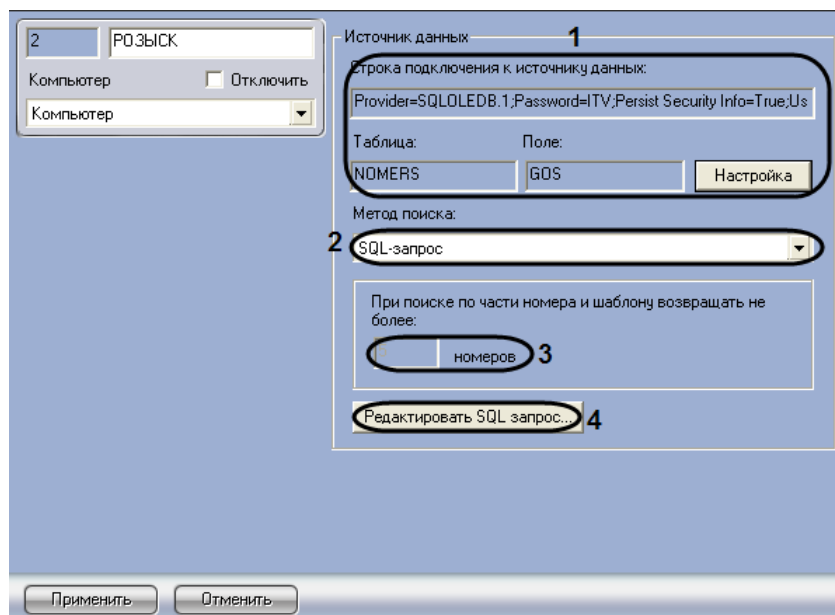 2 РОЗЫСК
Компьютер Отключить
Компьютер
Источник данных 1
Строка подключения к источнику данных:
Provider=SQLOLEDB.1;Password=ITV;Persist Security Info=True;Us
Таблица: Поле:
NOMERS GOS Настройка
Метод поиска:
2 SQL-запрос
При поиске по части номера и шаблону возвращать не
более:
номеров 3
Редактировать SQL запрос... 4
Применить Отменить